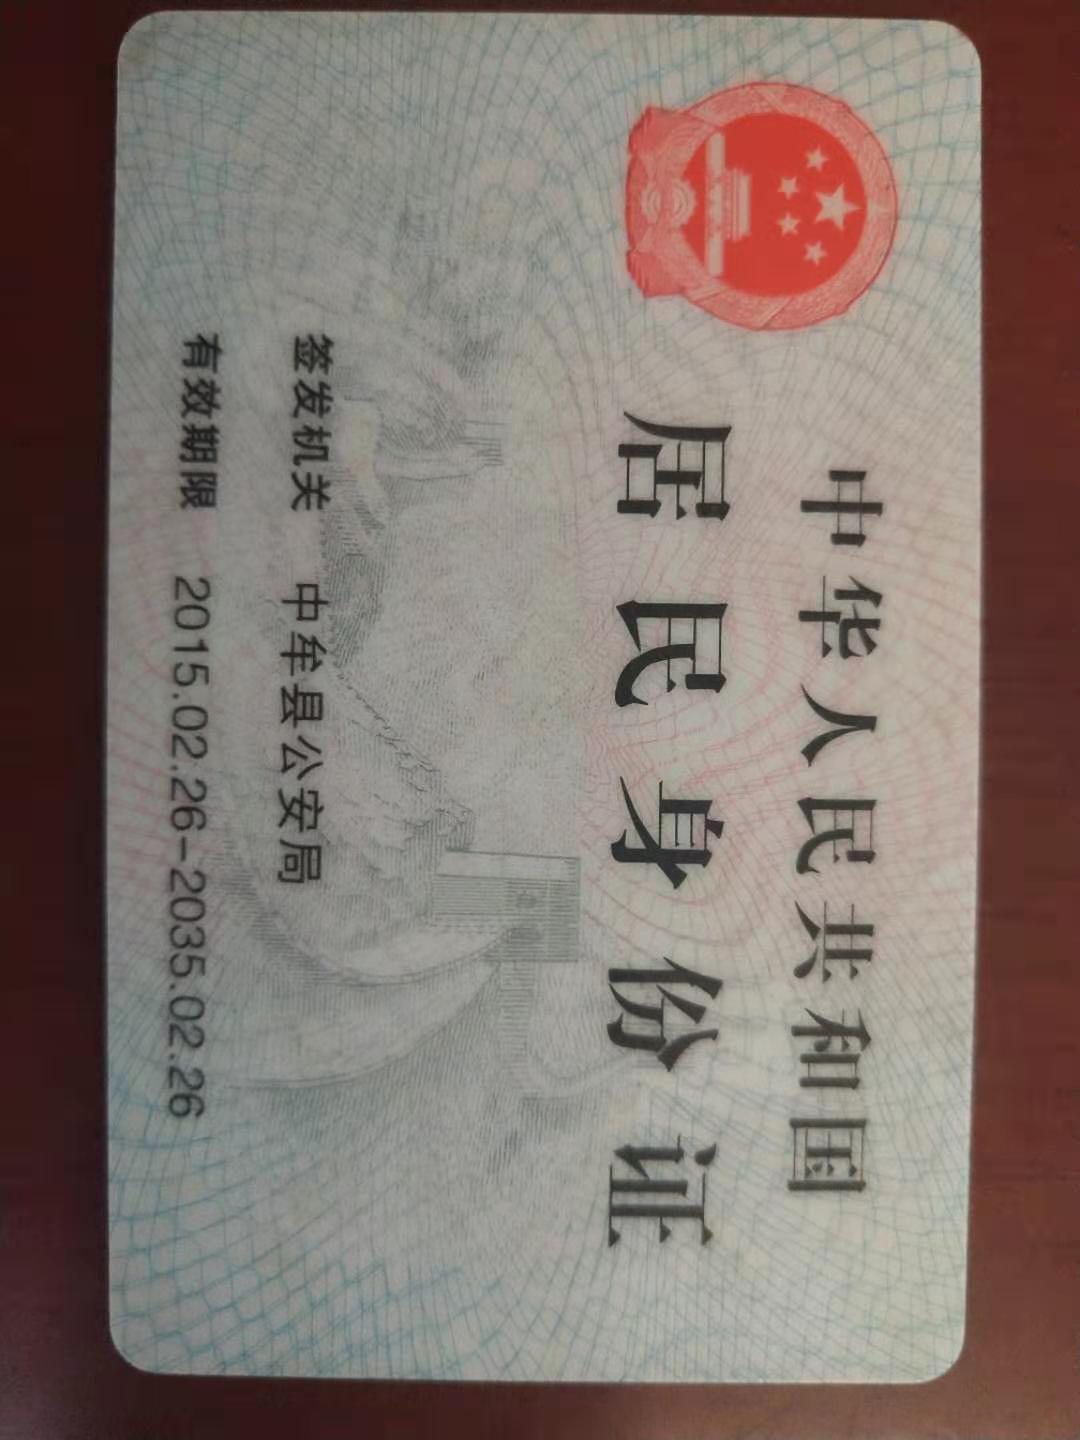 中华人民共和国
居民身份证
签发机关 中牟县公安局
有效期限 2015.02.26-2035.02.26